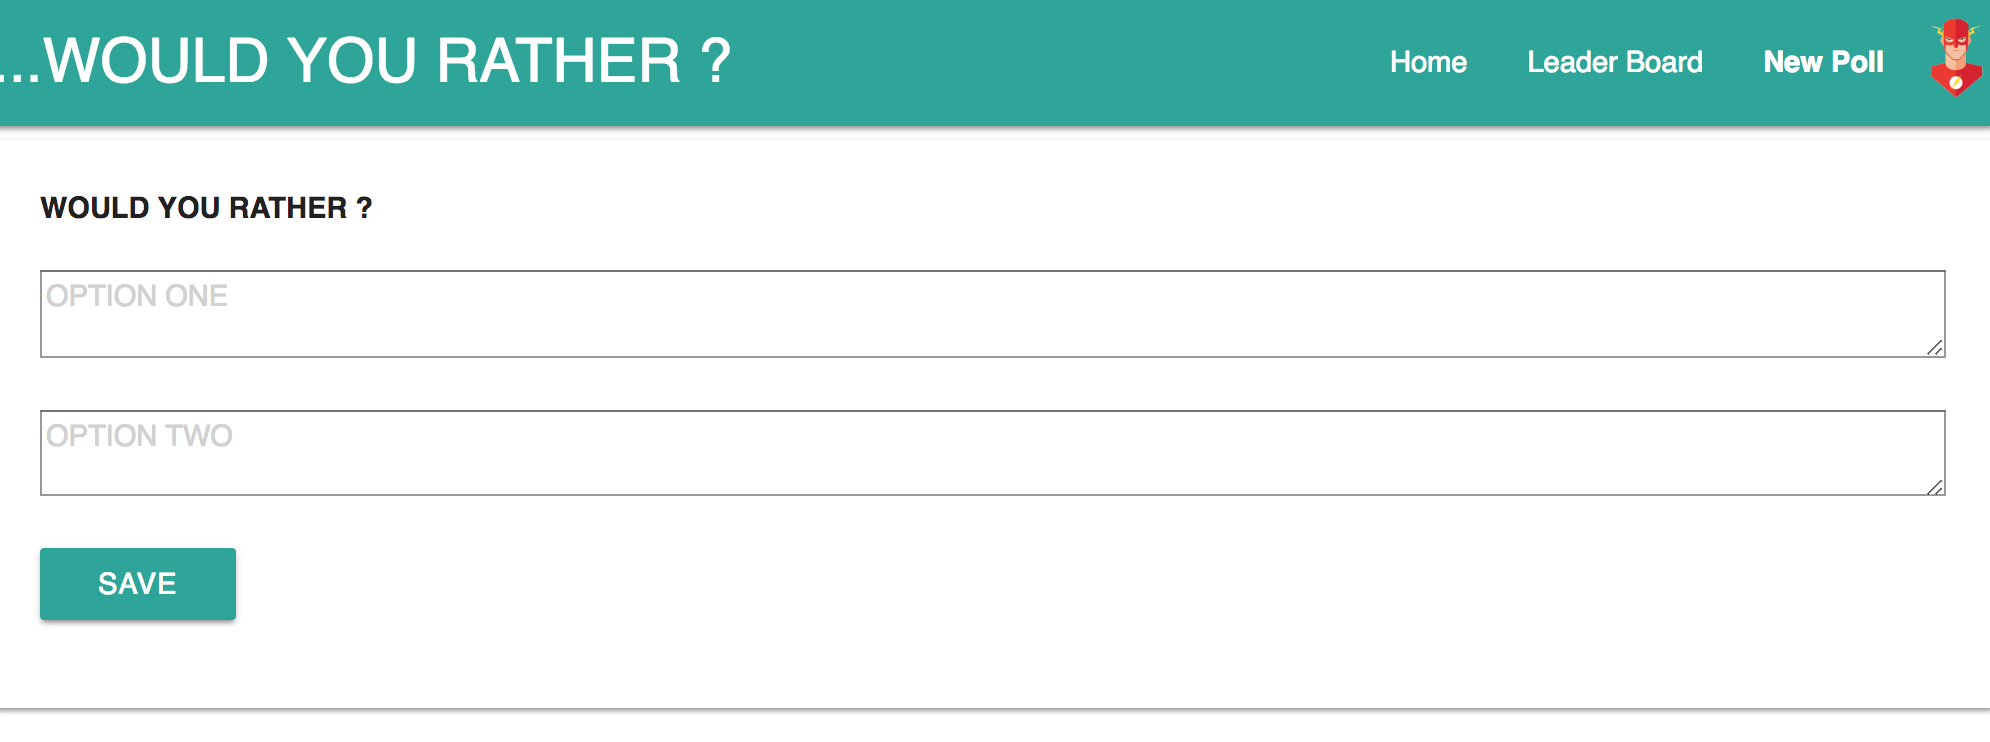 ...WOULD YOU RATHER ?
Home Leader Board New Poll
WOULD YOU RATHER ?
OPTION ONE
OPTION TWO
SAVE